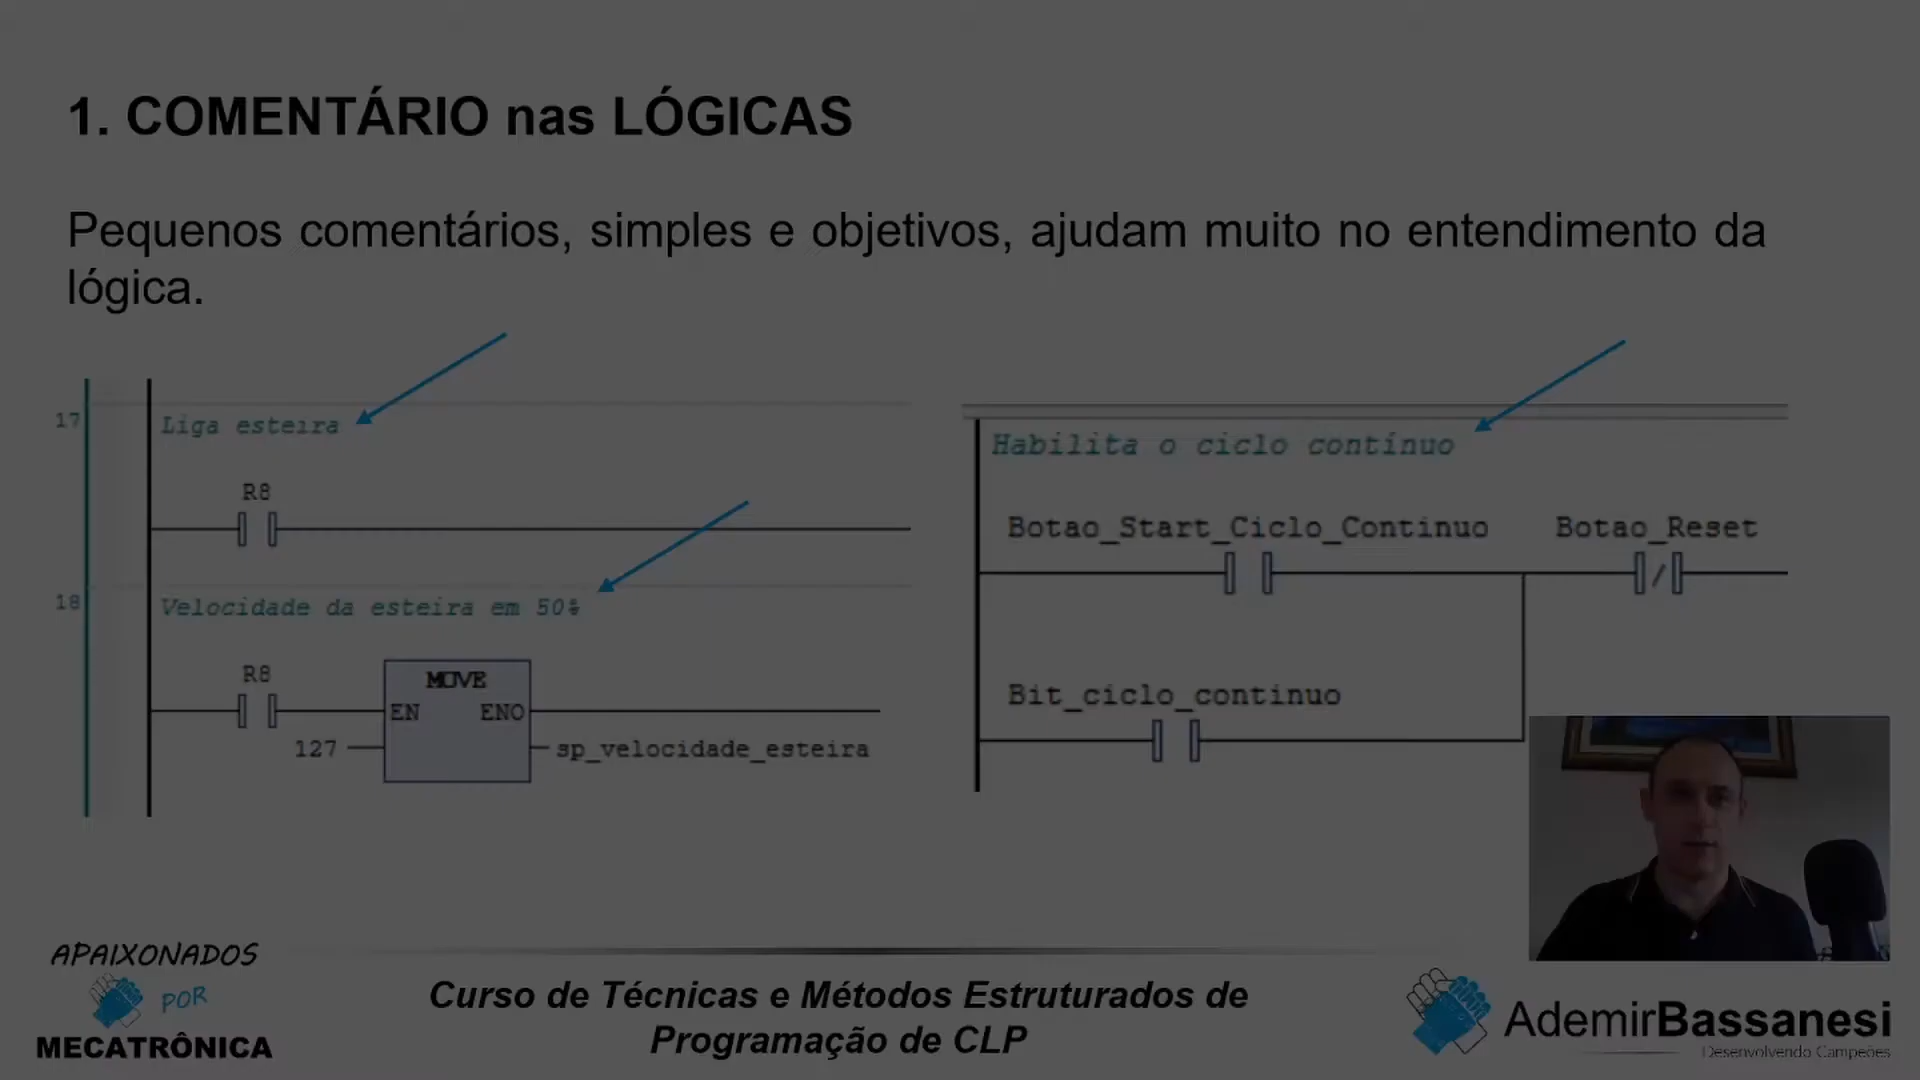 1. COMENTÁRIO nas LÓGICAS
Pequenos comentários, simples e objetivos, ajudam muito no entendimento da
lógica.
17
Liga esteira
R8
18
Velocidade da esteira em 50%
R8
MOVE
EN ENO
127
sp_velocidade_esteira
Habilita o ciclo contínuo
Botao_Start_Ciclo_Continuo
Botao_Reset
Bit_ciclo_continuo
APAIXONADOS
POR
MECATRÔNICA
Curso de Técnicas e Métodos Estruturados de
Programação de CLP
AdemirBassanesi
Desenvolvendo Campeões